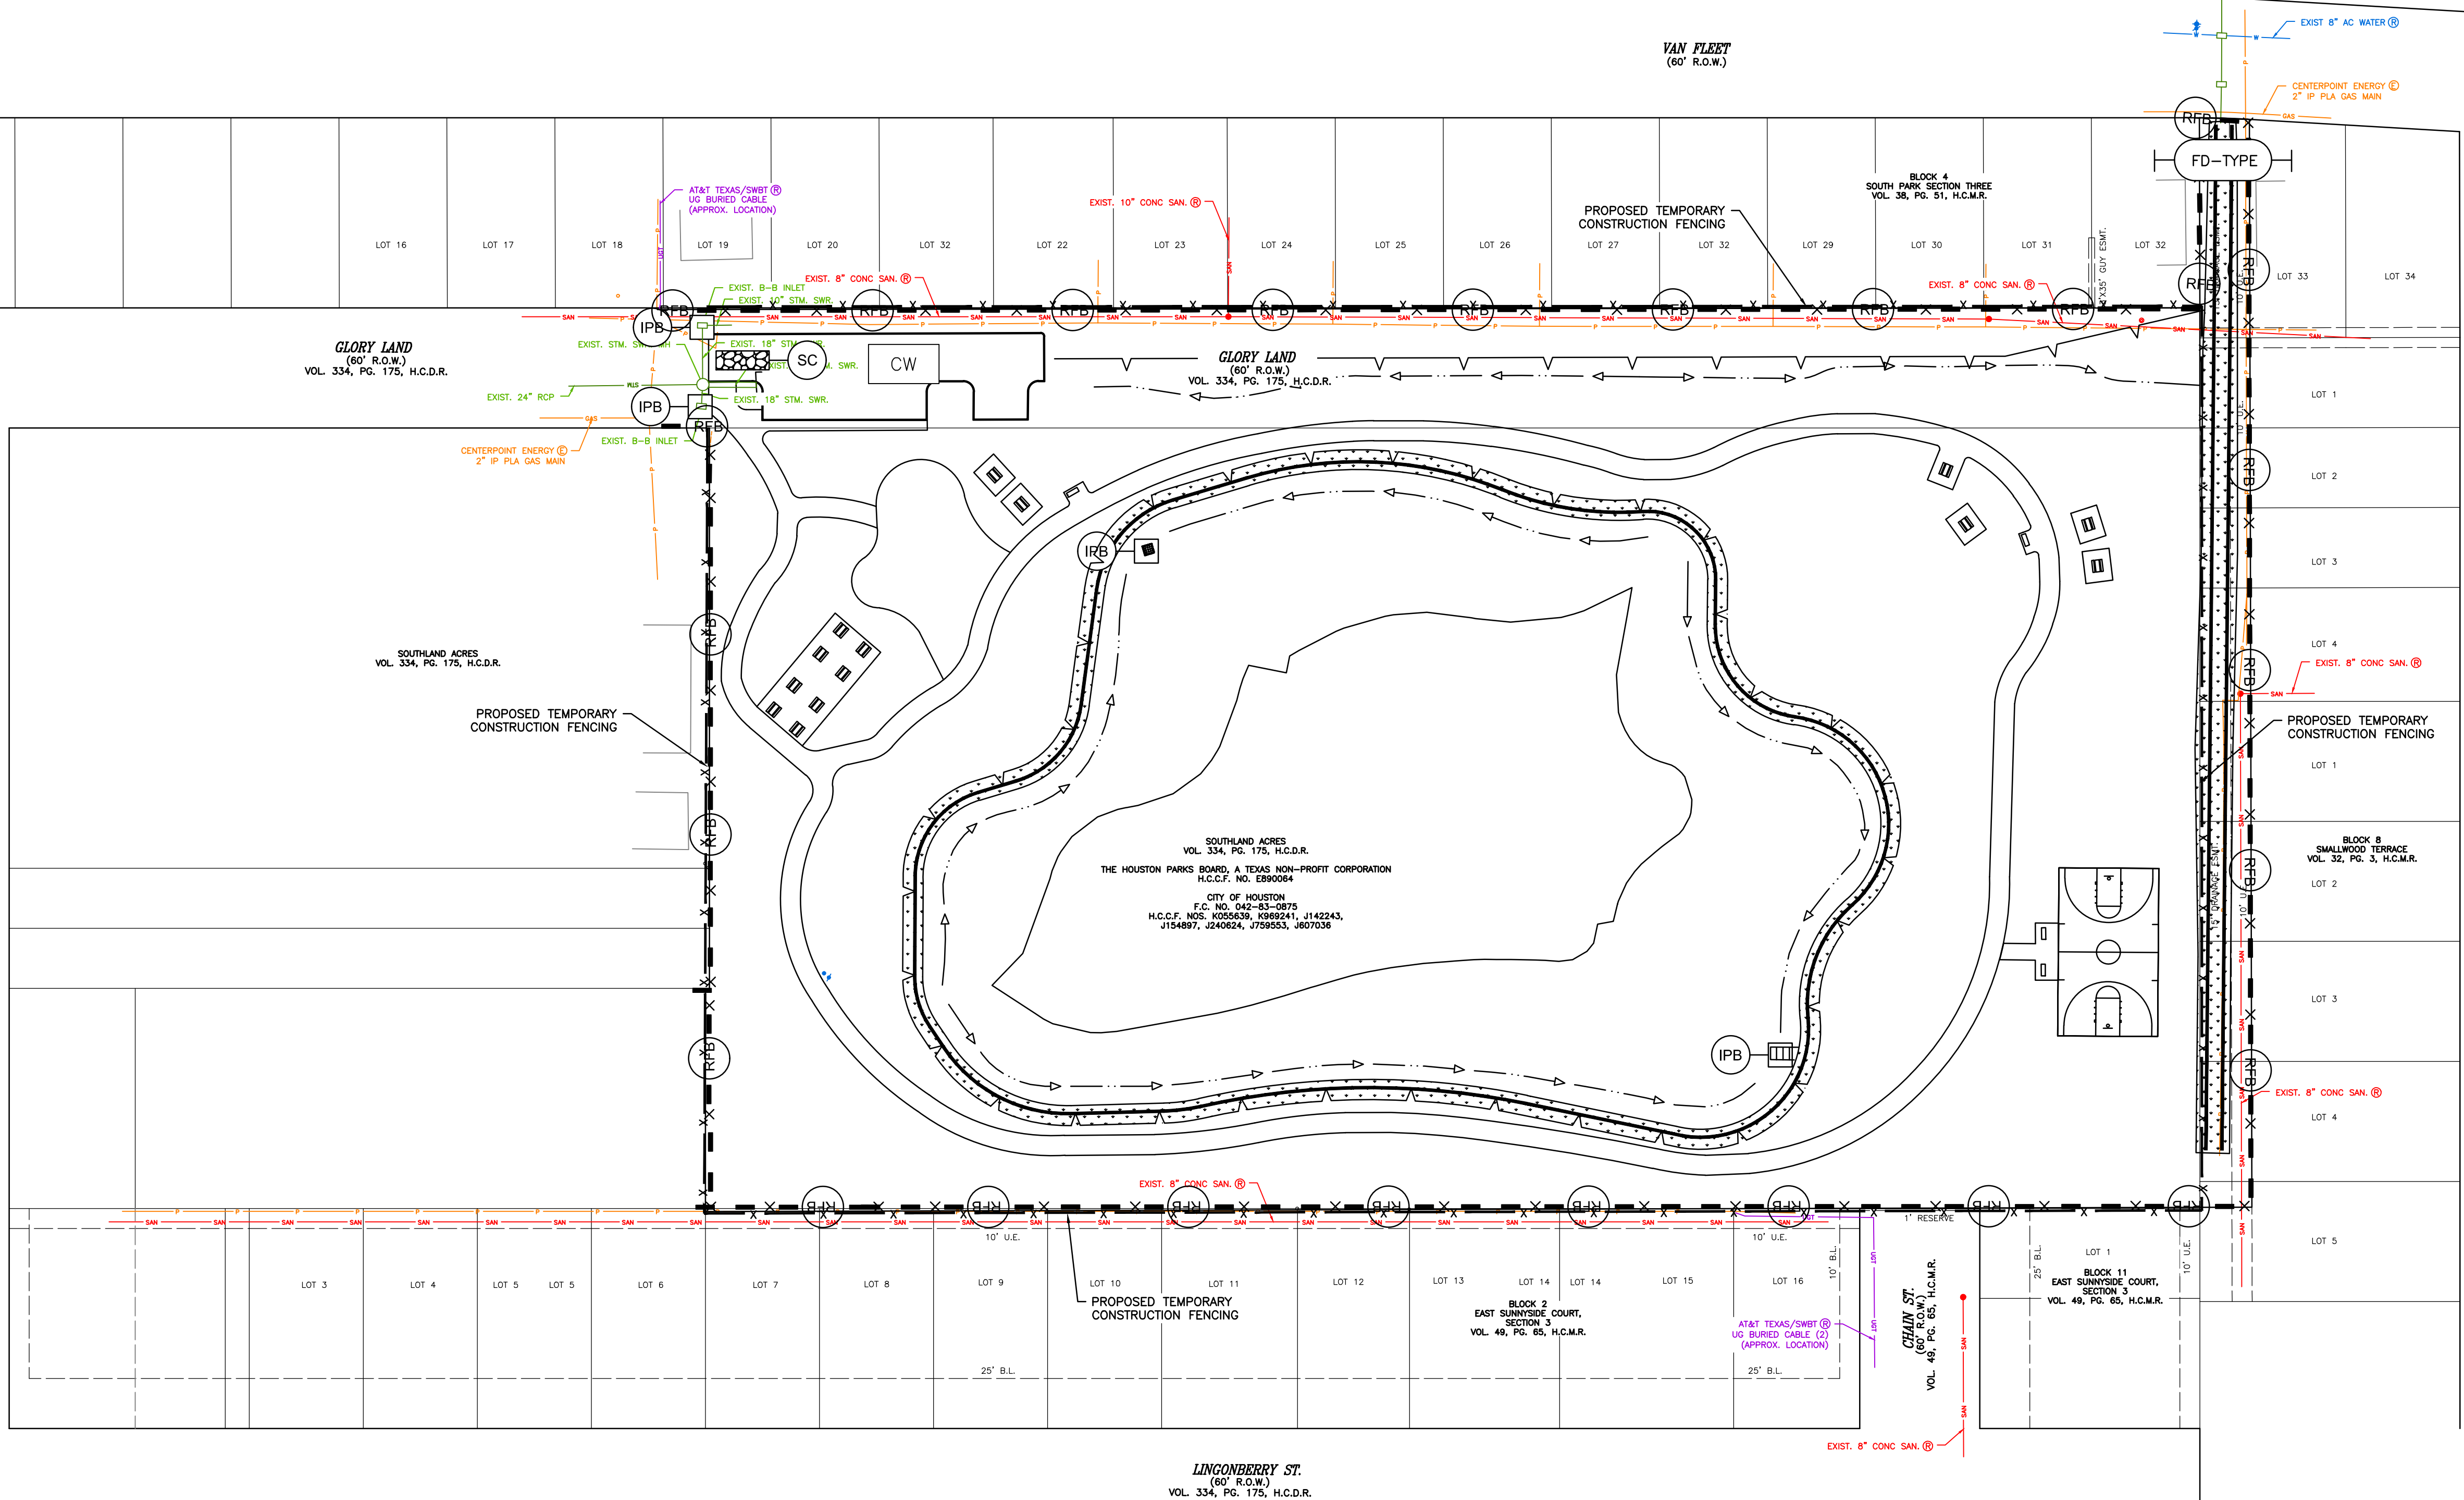 VAN FLEET
(60' R.O.W.)
EXIST 8" AC WATER Ⓡ
CENTERPOINT ENERGY Ⓔ
2" IP PLA GAS MAIN
GAS
RFB
FD-TYPE
BLOCK 4
SOUTH PARK SECTION THREE
VOL. 38, PG. 51, H.C.M.R.
AT&T TEXAS/SWBT Ⓡ
UG BURIED CABLE
(APPROX. LOCATION)
UGT
EXIST. 10" CONC SAN. Ⓡ
PROPOSED TEMPORARY
CONSTRUCTION FENCING
LOT 16
LOT 17
LOT 18
LOT 19
LOT 20
LOT 32
LOT 22
LOT 23
LOT 24
LOT 25
LOT 26
LOT 27
LOT 32
LOT 29
LOT 30
LOT 31
LOT 32
LOT 33
LOT 34
EXIST. 8" CONC SAN. Ⓡ
EXIST. 8" CONC SAN. Ⓡ
EXIST. B-B INLET
EXIST. 10" STM. SWR.
IPB
SC
CW
GLORY LAND
(60' R.O.W.)
VOL. 334, PG. 175, H.C.D.R.
GLORY LAND
(60' R.O.W.)
VOL. 334, PG. 175, H.C.D.R.
EXIST. 24" RCP
STM
EXIST. 18" STM. SWR.
IPB
GAS
EXIST. B-B INLET
CENTERPOINT ENERGY Ⓔ
2" IP PLA GAS MAIN
RFB
LOT 1
LOT 2
LOT 3
LOT 4
IPB
SOUTHLAND ACRES
VOL. 334, PG. 175, H.C.D.R.
PROPOSED TEMPORARY
CONSTRUCTION FENCING
EXIST. 8" CONC SAN. Ⓡ
SAN
PROPOSED TEMPORARY
CONSTRUCTION FENCING
LOT 1
BLOCK 8
SMALLWOOD TERRACE
VOL. 32, PG. 3, H.C.M.R.
LOT 2
LOT 3
15' DRAINAGE ESMT.
10' U.E.
SOUTHLAND ACRES
VOL. 334, PG. 175, H.C.D.R.
THE HOUSTON PARKS BOARD, A TEXAS NON-PROFIT CORPORATION
H.C.C.F. NO. E890064
CITY OF HOUSTON
F.C. NO. 042-83-0875
H.C.C.F. NOS. K055639, K969241, J142243,
J154897, J240624, J759553, J607036
IPB
EXIST. 8" CONC SAN. Ⓡ
LOT 4
LOT 5
EXIST. 8" CONC SAN. Ⓡ
10' U.E.
10' U.E.
1' RESERVE
LOT 3
LOT 4
LOT 5
LOT 5
LOT 6
LOT 7
LOT 8
LOT 9
LOT 10
LOT 11
LOT 12
LOT 13
LOT 14
LOT 14
LOT 15
LOT 16
10' B.L.
25' B.L.
LOT 1
10' U.E.
PROPOSED TEMPORARY
CONSTRUCTION FENCING
BLOCK 2
EAST SUNNYSIDE COURT,
SECTION 3
VOL. 49, PG. 65, H.C.M.R.
BLOCK 11
EAST SUNNYSIDE COURT,
SECTION 3
VOL. 49, PG. 65, H.C.M.R.
AT&T TEXAS/SWBT Ⓡ
UG BURIED CABLE (2)
(APPROX. LOCATION)
CHAIN ST.
(60' R.O.W.)
VOL. 49, PG. 65, H.C.M.R.
25' B.L.
25' B.L.
EXIST. 8" CONC SAN. Ⓡ
LINGONBERRY ST.
(60' R.O.W.)
VOL. 334, PG. 175, H.C.D.R.